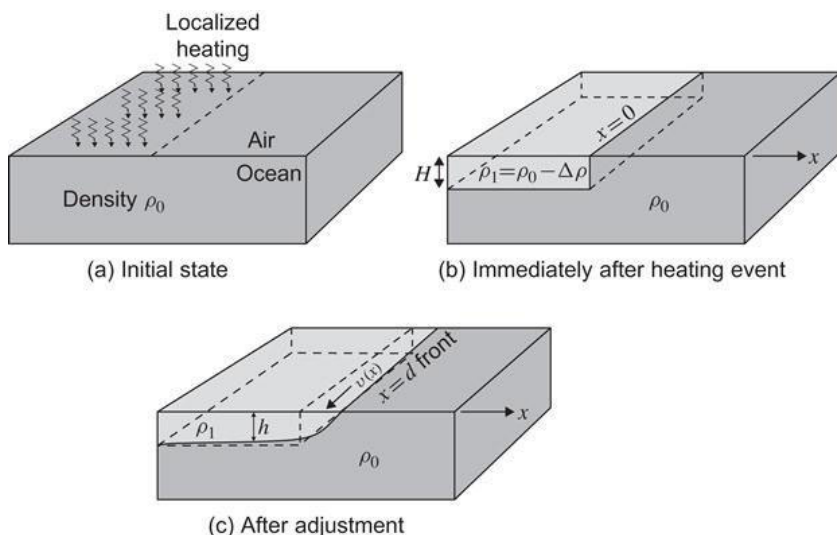 Localized
heating
Air
Ocean
Density ρ₀
(a) Initial state
H
ρ₁=ρ₀−Δρ
x=0
x
ρ₀
(b) Immediately after heating event
υ(x)
x=d front
ρ₁
h
x
ρ₀
(c) After adjustment